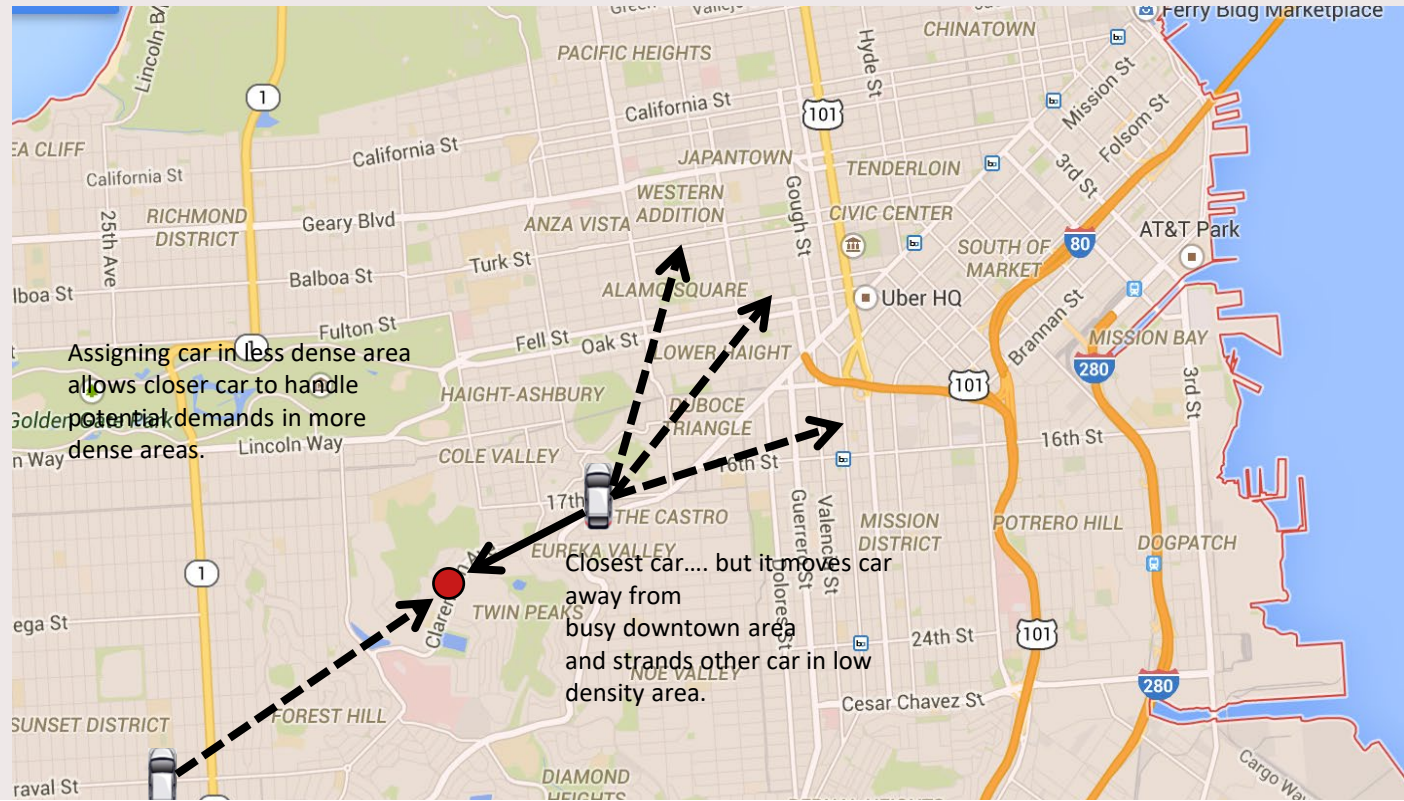 Ferry Bldg Marketplace
Lincoln B
Green
Vallejo
CHINATOWN
PACIFIC HEIGHTS
Hyde St
Mission St
1
California St
101
Folsom St
EA CLIFF
California St
California St
JAPANTOWN
TENDERLOIN
3rd St
WESTERN
ADDITION
Gough St
25th Ave
RICHMOND
DISTRICT
Geary Blvd
ANZA VISTA
CIVIC CENTER
AT&T Park
SOUTH OF
MARKET
80
Turk St
Balboa St
lboa St
ALAMO SQUARE
Uber HQ
Fulton St
Fell St
Oak St
LOWER HAIGHT
Brannan St
MISSION BAY
1
Assigning car in less dense area
allows closer car to handle
potential demands in more
dense areas.
Golden Gate Park
280
101
3rd St
HAIGHT-ASHBURY
DUBOCE
TRIANGLE
n Way
Lincoln Way
COLE VALLEY
16th St
16th St
17th
THE CASTRO
Guerrero St
Valencia St
MISSION
DISTRICT
POTRERO HILL
DOGPATCH
EUREKA VALLEY
1
Closest car.... but it moves car
away from
busy downtown area
and strands other car in low
density area.
Dolores St
TWIN PEAKS
ega St
24th St
101
NOE VALLEY
280
Cesar Chavez St
SUNSET DISTRICT
FOREST HILL
raval St
DIAMOND
HEIGHTS
Cargo Wa